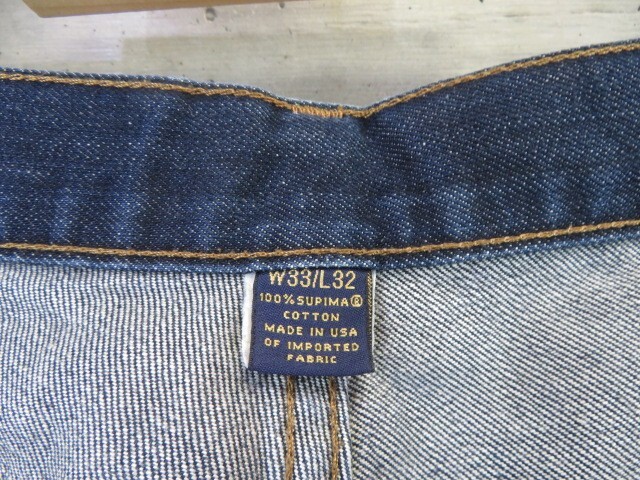 W33/L32
100% SUPIMA®
COTTON
MADE IN USA
OF IMPORTED
FABRIC